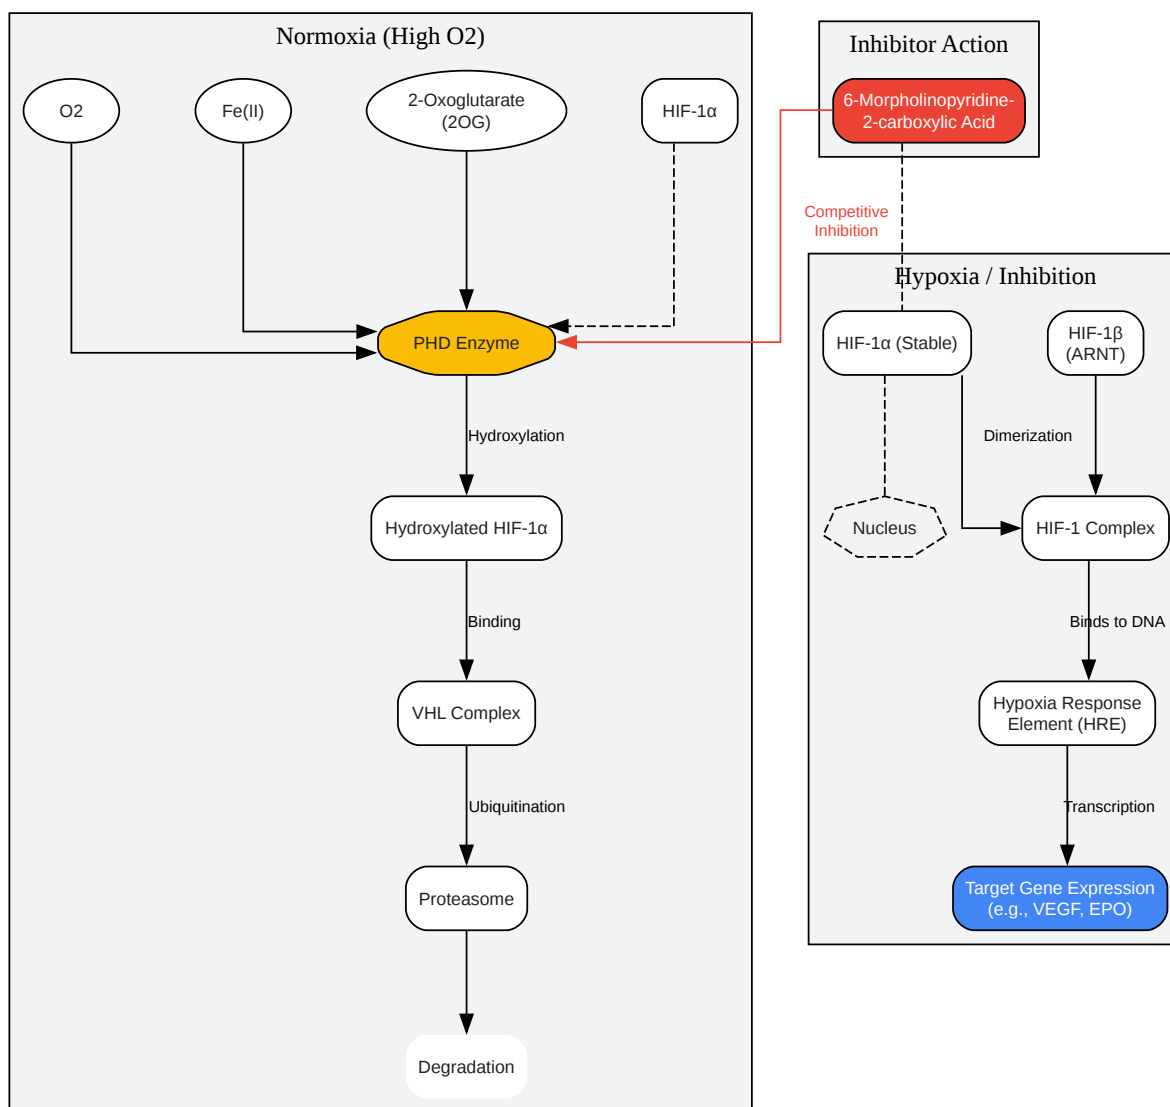 Normoxia (High O2)
O2
Fe(II)
2-Oxoglutarate
(2OG)
HIF-1α
Inhibitor Action
6-Morpholinopyridine-
2-carboxylic Acid
Competitive
Inhibition
Hypoxia / Inhibition
PHD Enzyme
HIF-1α (Stable)
HIF-1β
(ARNT)
Hydroxylation
Dimerization
Hydroxylated HIF-1α
Nucleus
HIF-1 Complex
Binding
Binds to DNA
VHL Complex
Hypoxia Response
Element (HRE)
Ubiquitination
Transcription
Proteasome
Target Gene Expression
(e.g., VEGF, EPO)
Degradation